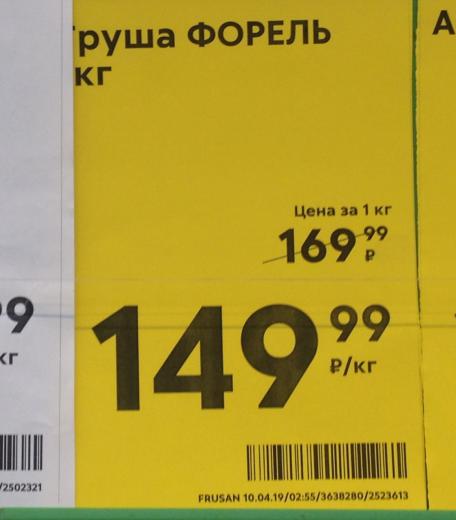 руша ФОРЕЛЬ
кг
Цена за 1 кг
169 99
₽
149 99
₽/кг
FRUSAN 10.04.19/02:55/3638280/2523613
9
кг
/2502321
А